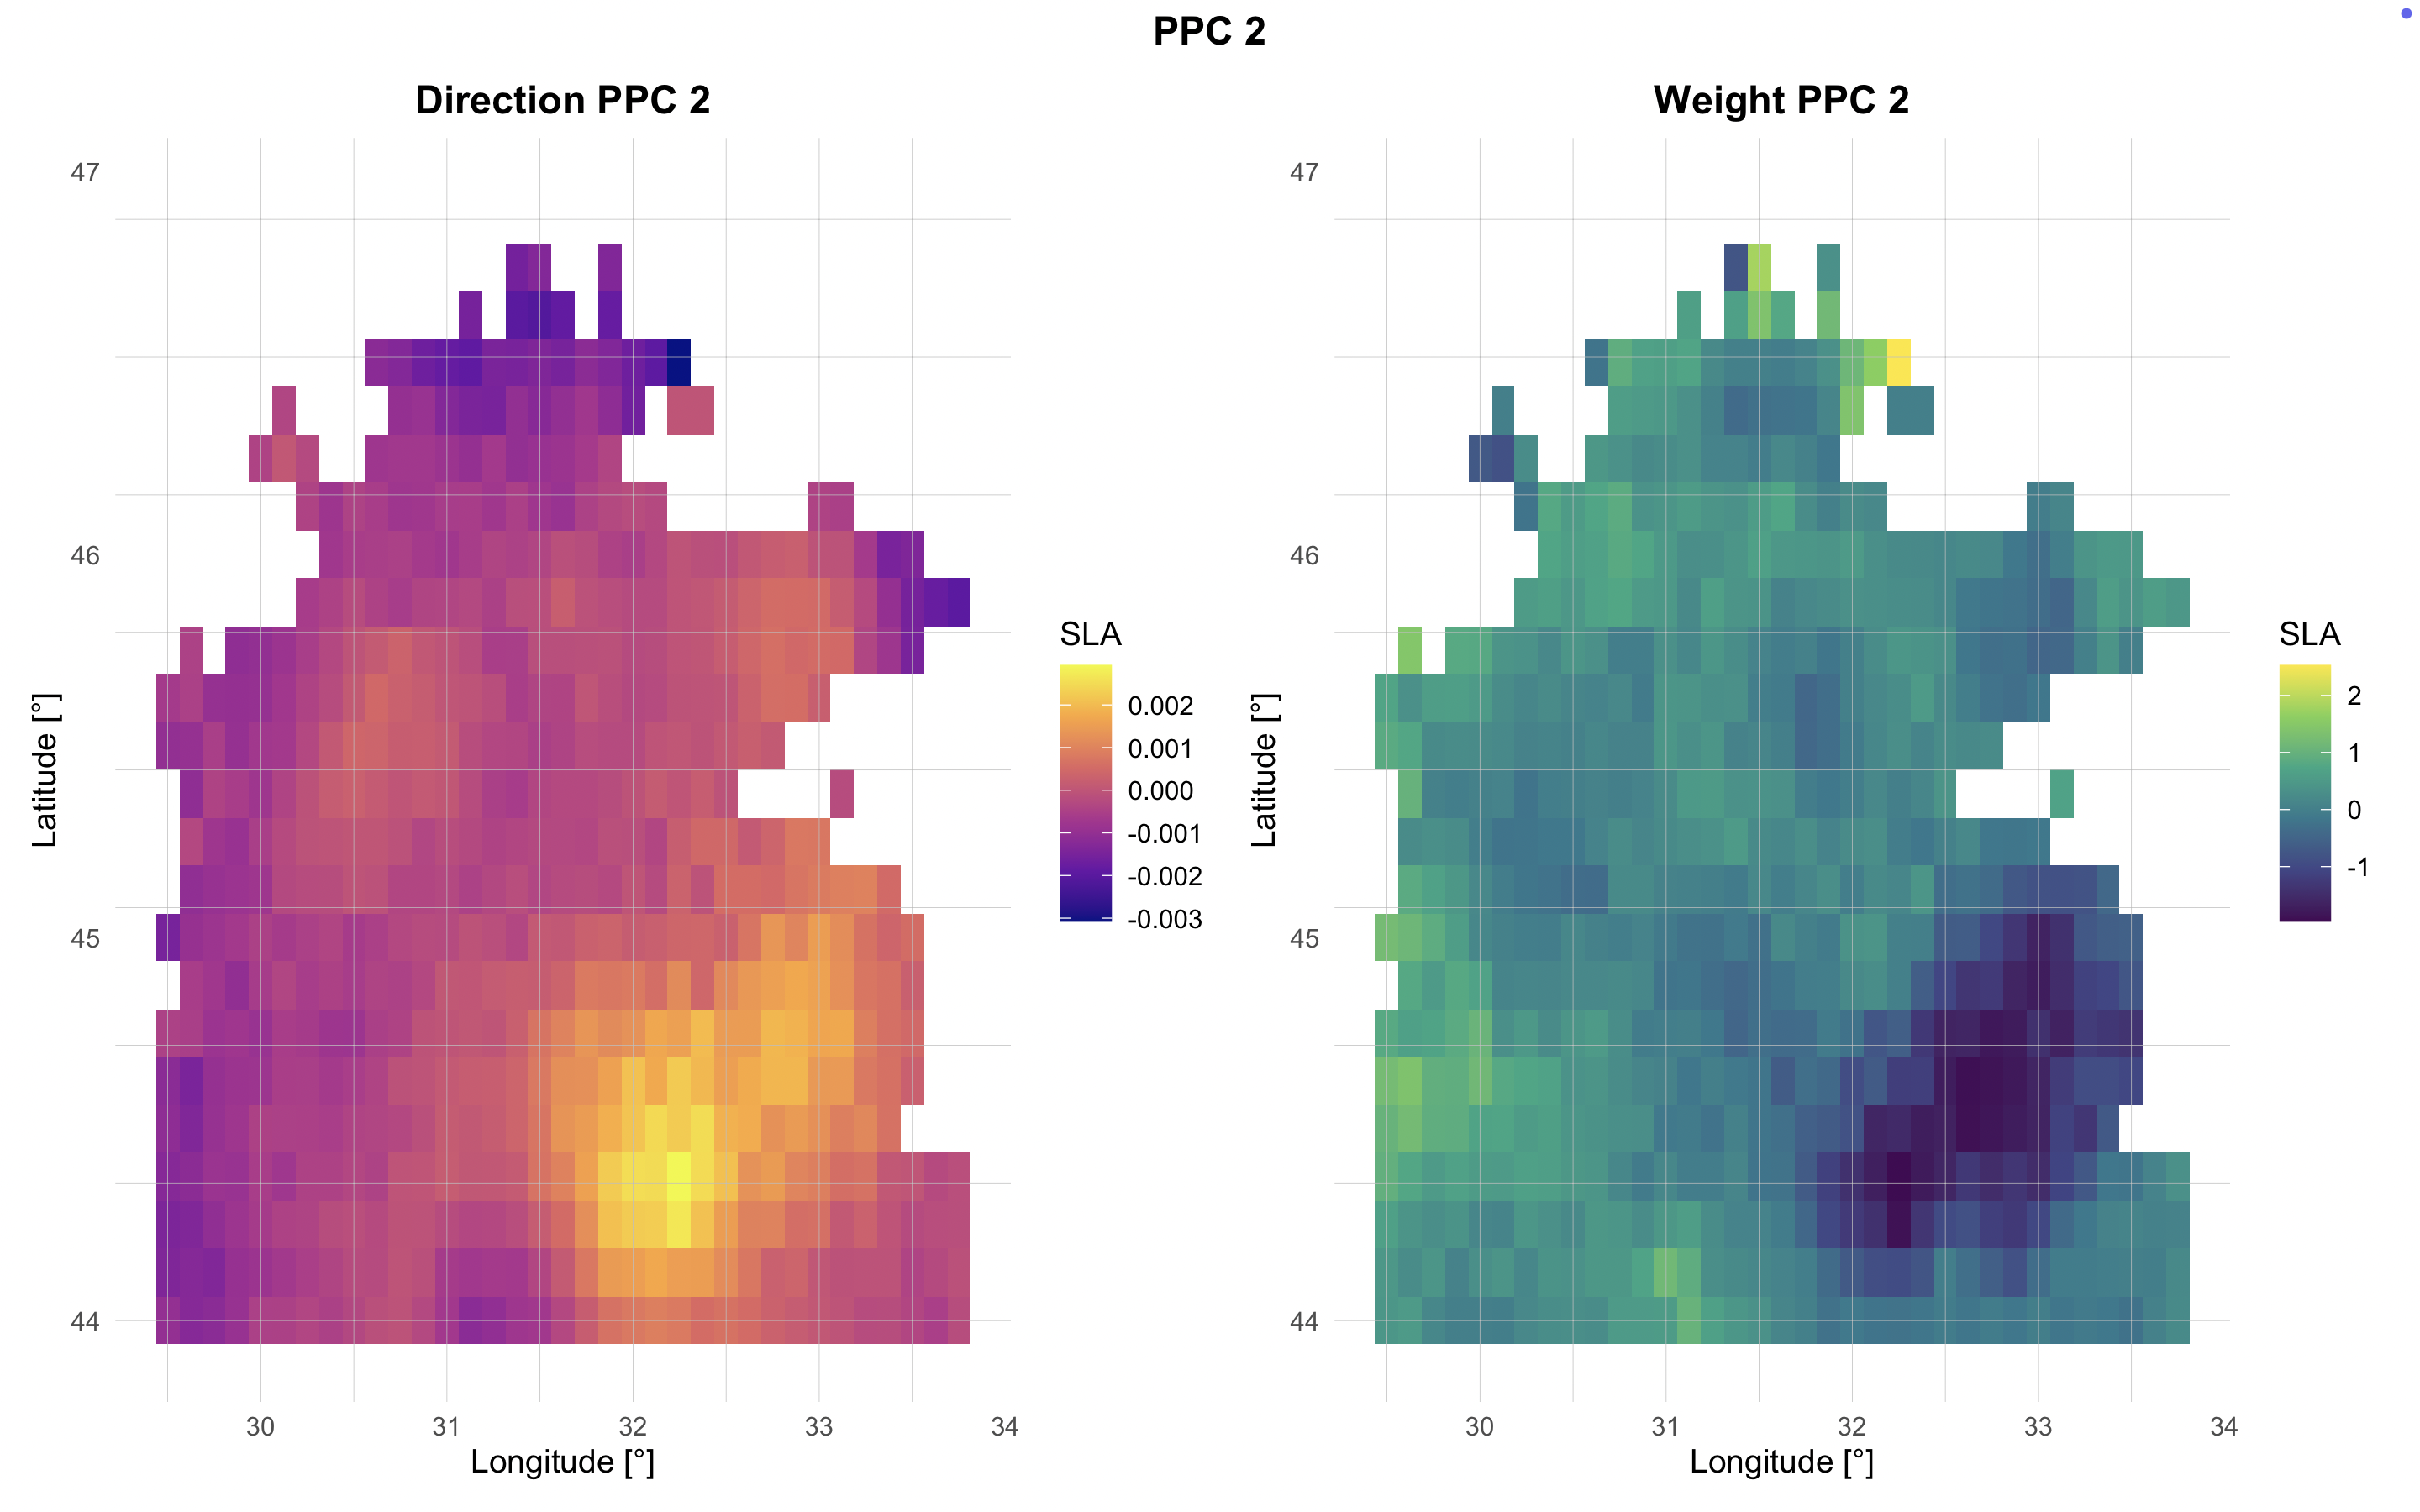 PPC 2
Direction PPC 2
47
46
45
44
Latitude [°]
30 31 32 33 34
Longitude [°]
SLA
0.002
0.001
0.000
-0.001
-0.002
-0.003
Weight PPC 2
47
46
45
44
Latitude [°]
30 31 32 33 34
Longitude [°]
SLA
2
1
0
-1